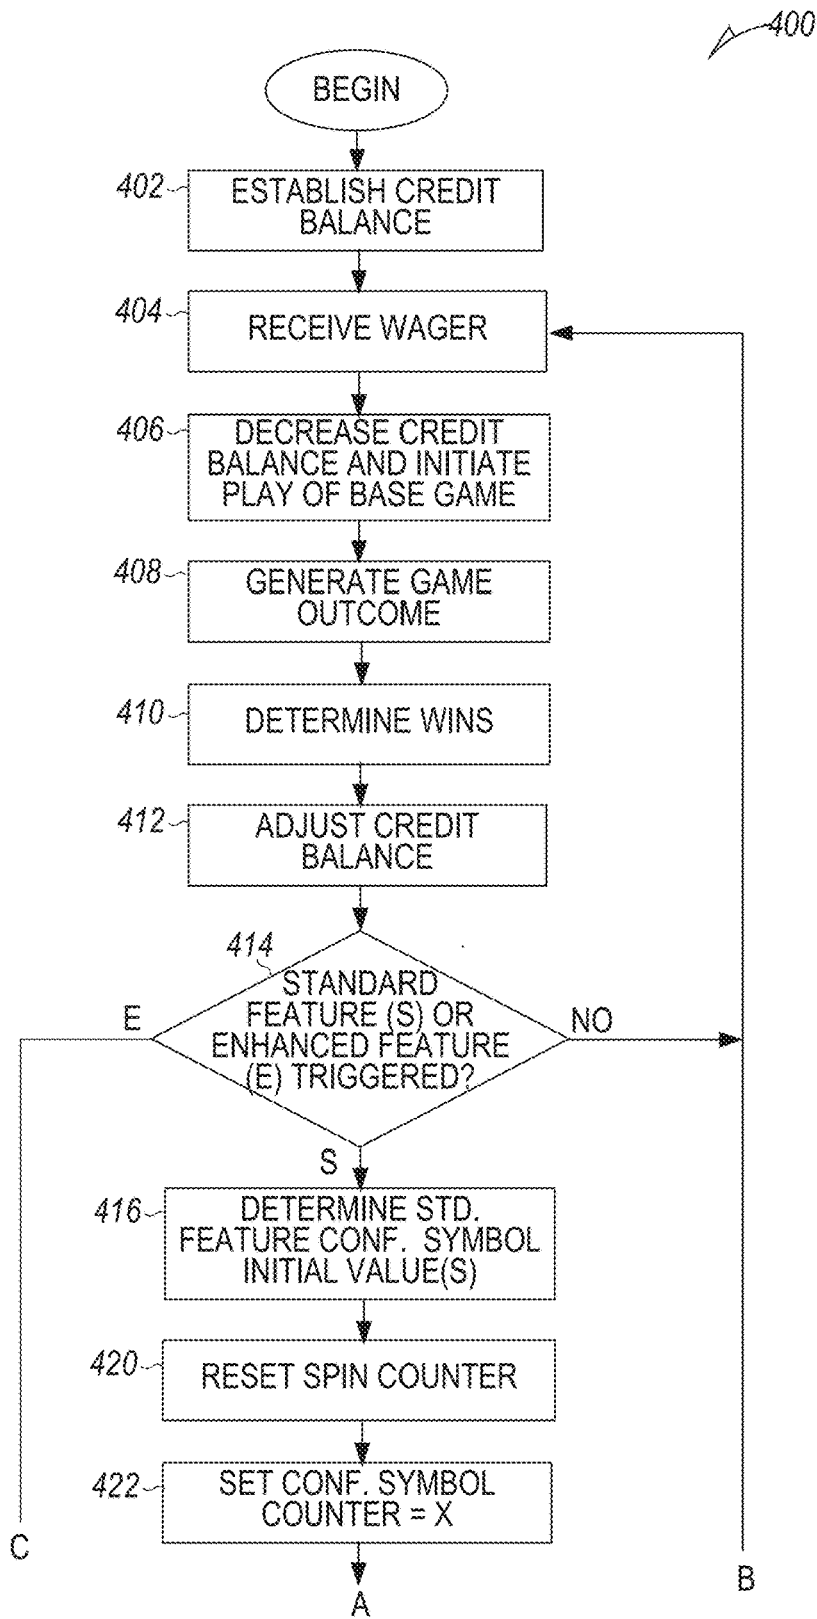 400
BEGIN
402
ESTABLISH CREDIT
BALANCE
404
RECEIVE WAGER
406
DECREASE CREDIT
BALANCE AND INITIATE
PLAY OF BASE GAME
408
GENERATE GAME
OUTCOME
410
DETERMINE WINS
412
ADJUST CREDIT
BALANCE
414
STANDARD
FEATURE (S) OR
ENHANCED FEATURE
(E) TRIGGERED?
E
NO
S
416
DETERMINE STD.
FEATURE CONF. SYMBOL
INITIAL VALUE(S)
420
RESET SPIN COUNTER
422
SET CONF. SYMBOL
COUNTER = X
C
A
B